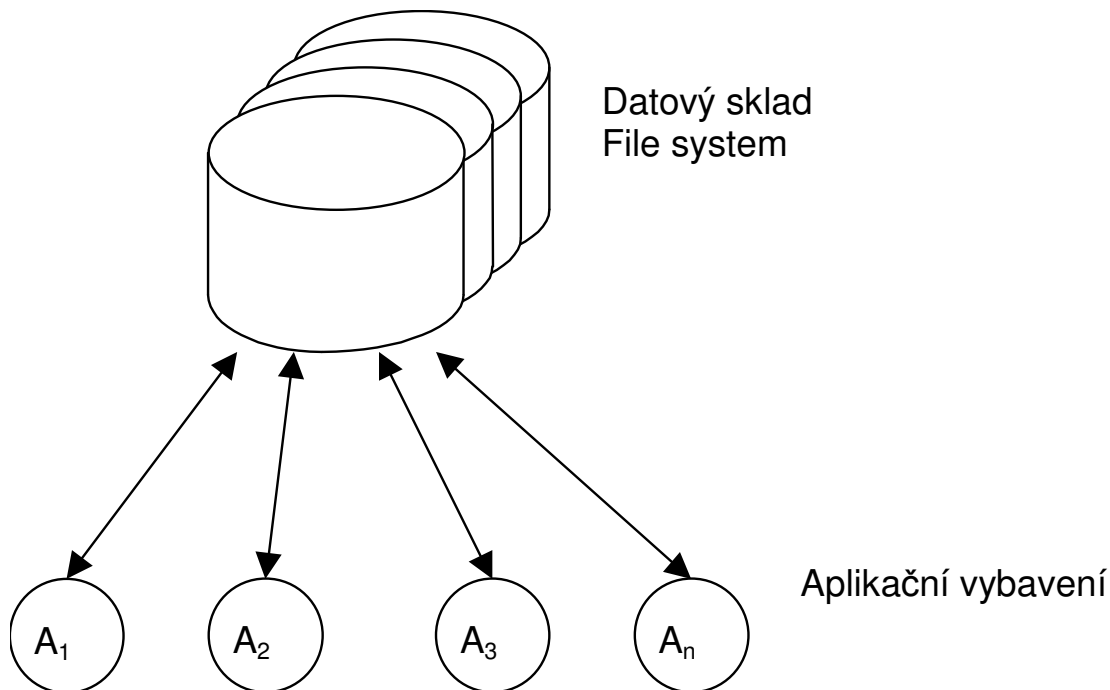 Datový sklad
File system
Aplikační vybavení
A₁ A₂ A₃ Aₙ